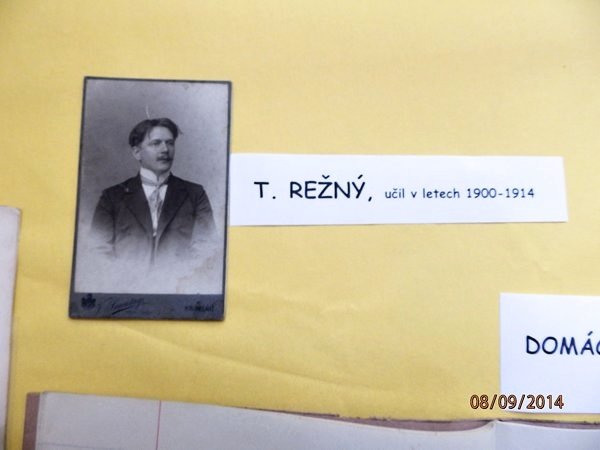 T. REŽNÝ, učil v letech 1900-1914
DOMÁC
08/09/2014